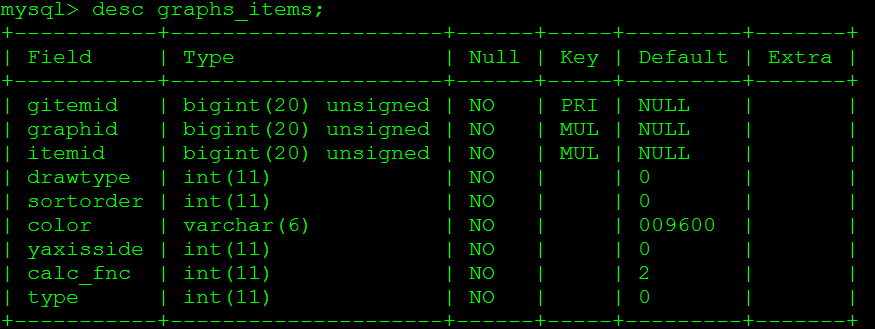 mysql> desc graphs_items;
+-----------+---------------------+------+-----+---------+-------+
| Field     | Type                | Null | Key | Default | Extra |
+-----------+---------------------+------+-----+---------+-------+
| gitemid   | bigint(20) unsigned | NO   | PRI | NULL    |       |
| graphid   | bigint(20) unsigned | NO   | MUL | NULL    |       |
| itemid    | bigint(20) unsigned | NO   | MUL | NULL    |       |
| drawtype  | int(11)             | NO   |     | 0       |       |
| sortorder | int(11)             | NO   |     | 0       |       |
| color     | varchar(6)          | NO   |     | 009600  |       |
| yaxisside | int(11)             | NO   |     | 0       |       |
| calc_fnc  | int(11)             | NO   |     | 2       |       |
| type      | int(11)             | NO   |     | 0       |       |
+-----------+---------------------+------+-----+---------+-------+